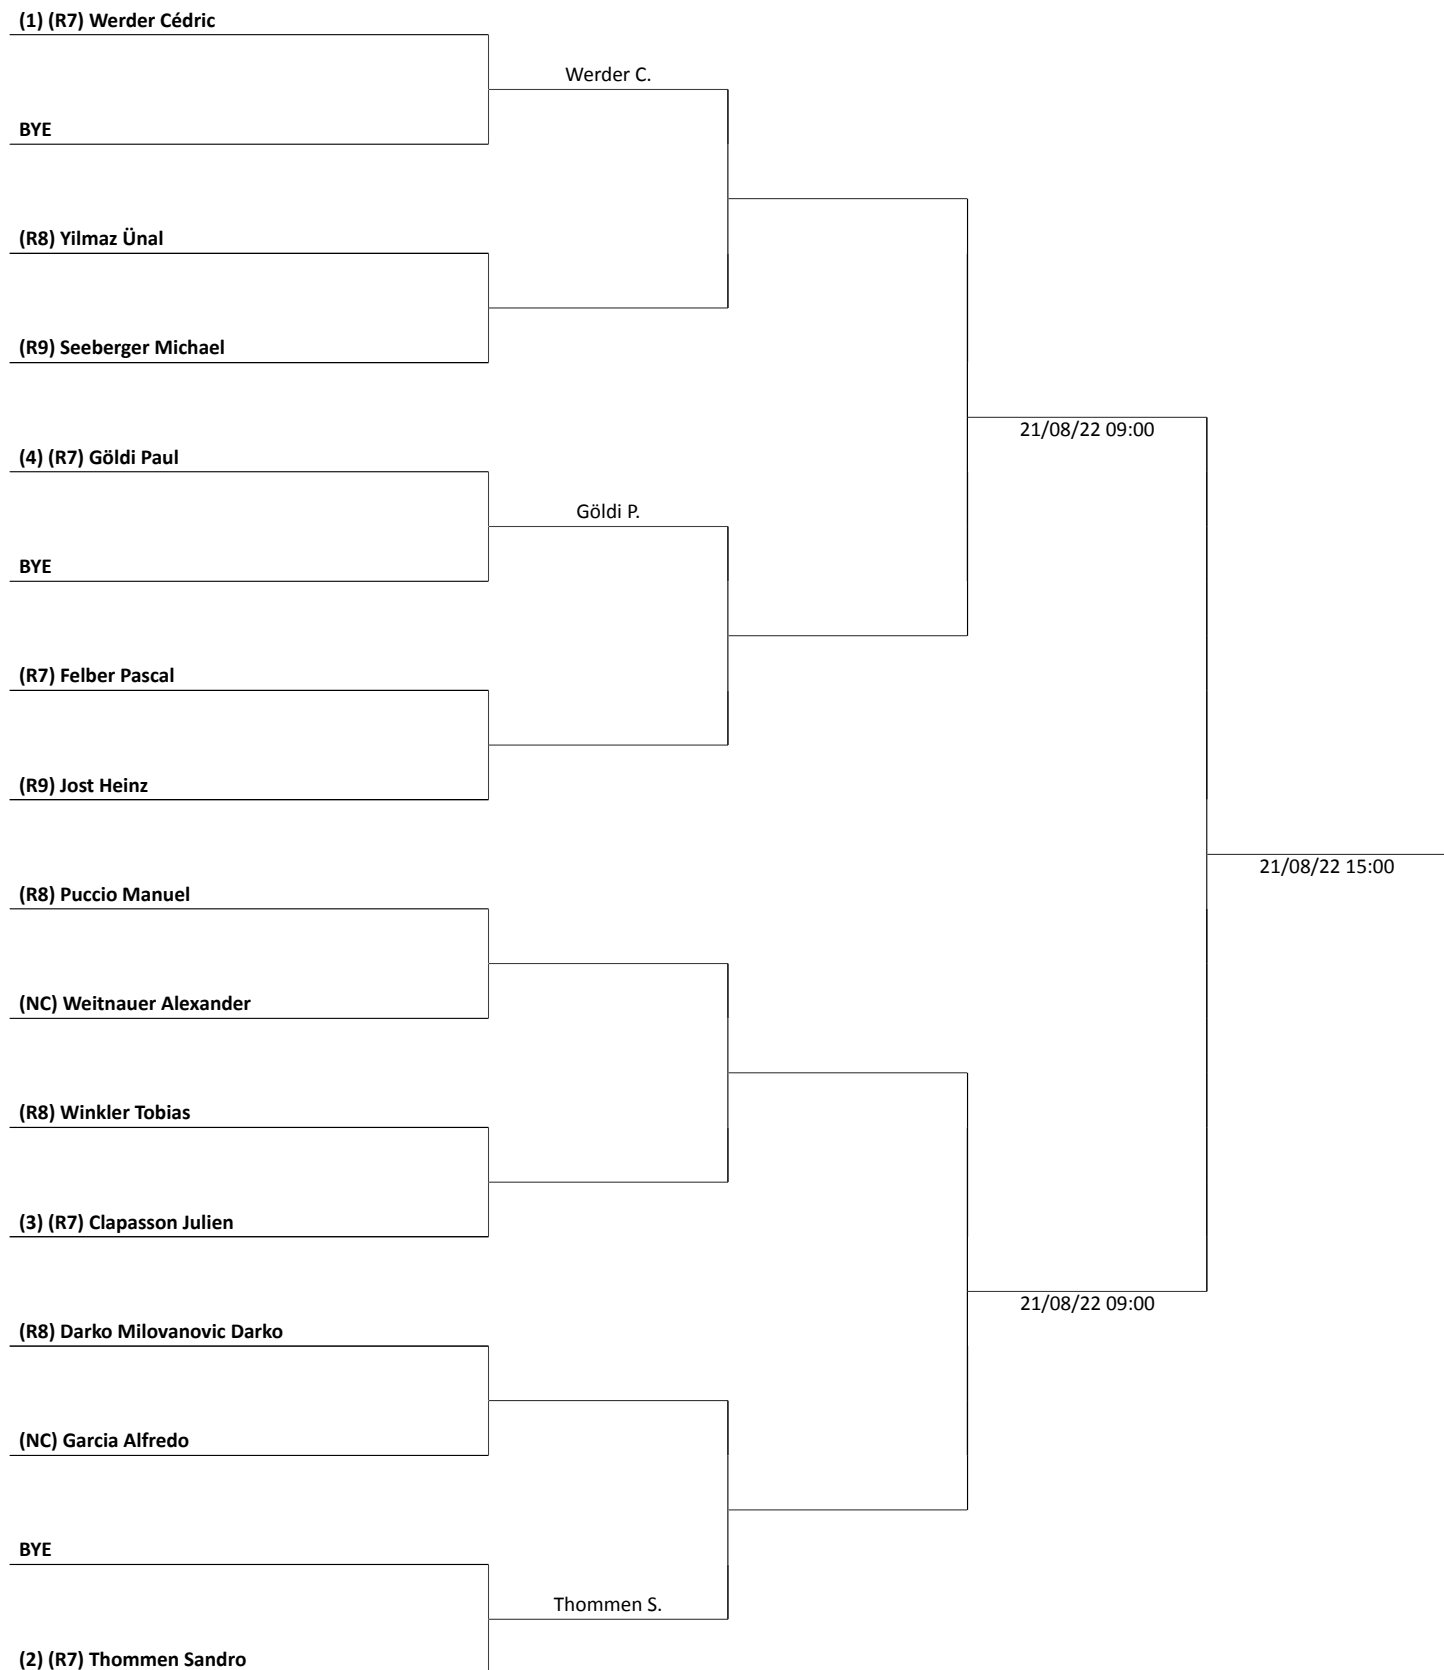 (1) (R7) Werder Cédric
Werder C.
BYE
(R8) Yilmaz Ünal
(R9) Seeberger Michael
21/08/22 09:00
(4) (R7) Göldi Paul
Göldi P.
BYE
(R7) Felber Pascal
(R9) Jost Heinz
21/08/22 15:00
(R8) Puccio Manuel
(NC) Weitnauer Alexander
(R8) Winkler Tobias
(3) (R7) Clapasson Julien
21/08/22 09:00
(R8) Darko Milovanovic Darko
(NC) Garcia Alfredo
BYE
Thommen S.
(2) (R7) Thommen Sandro